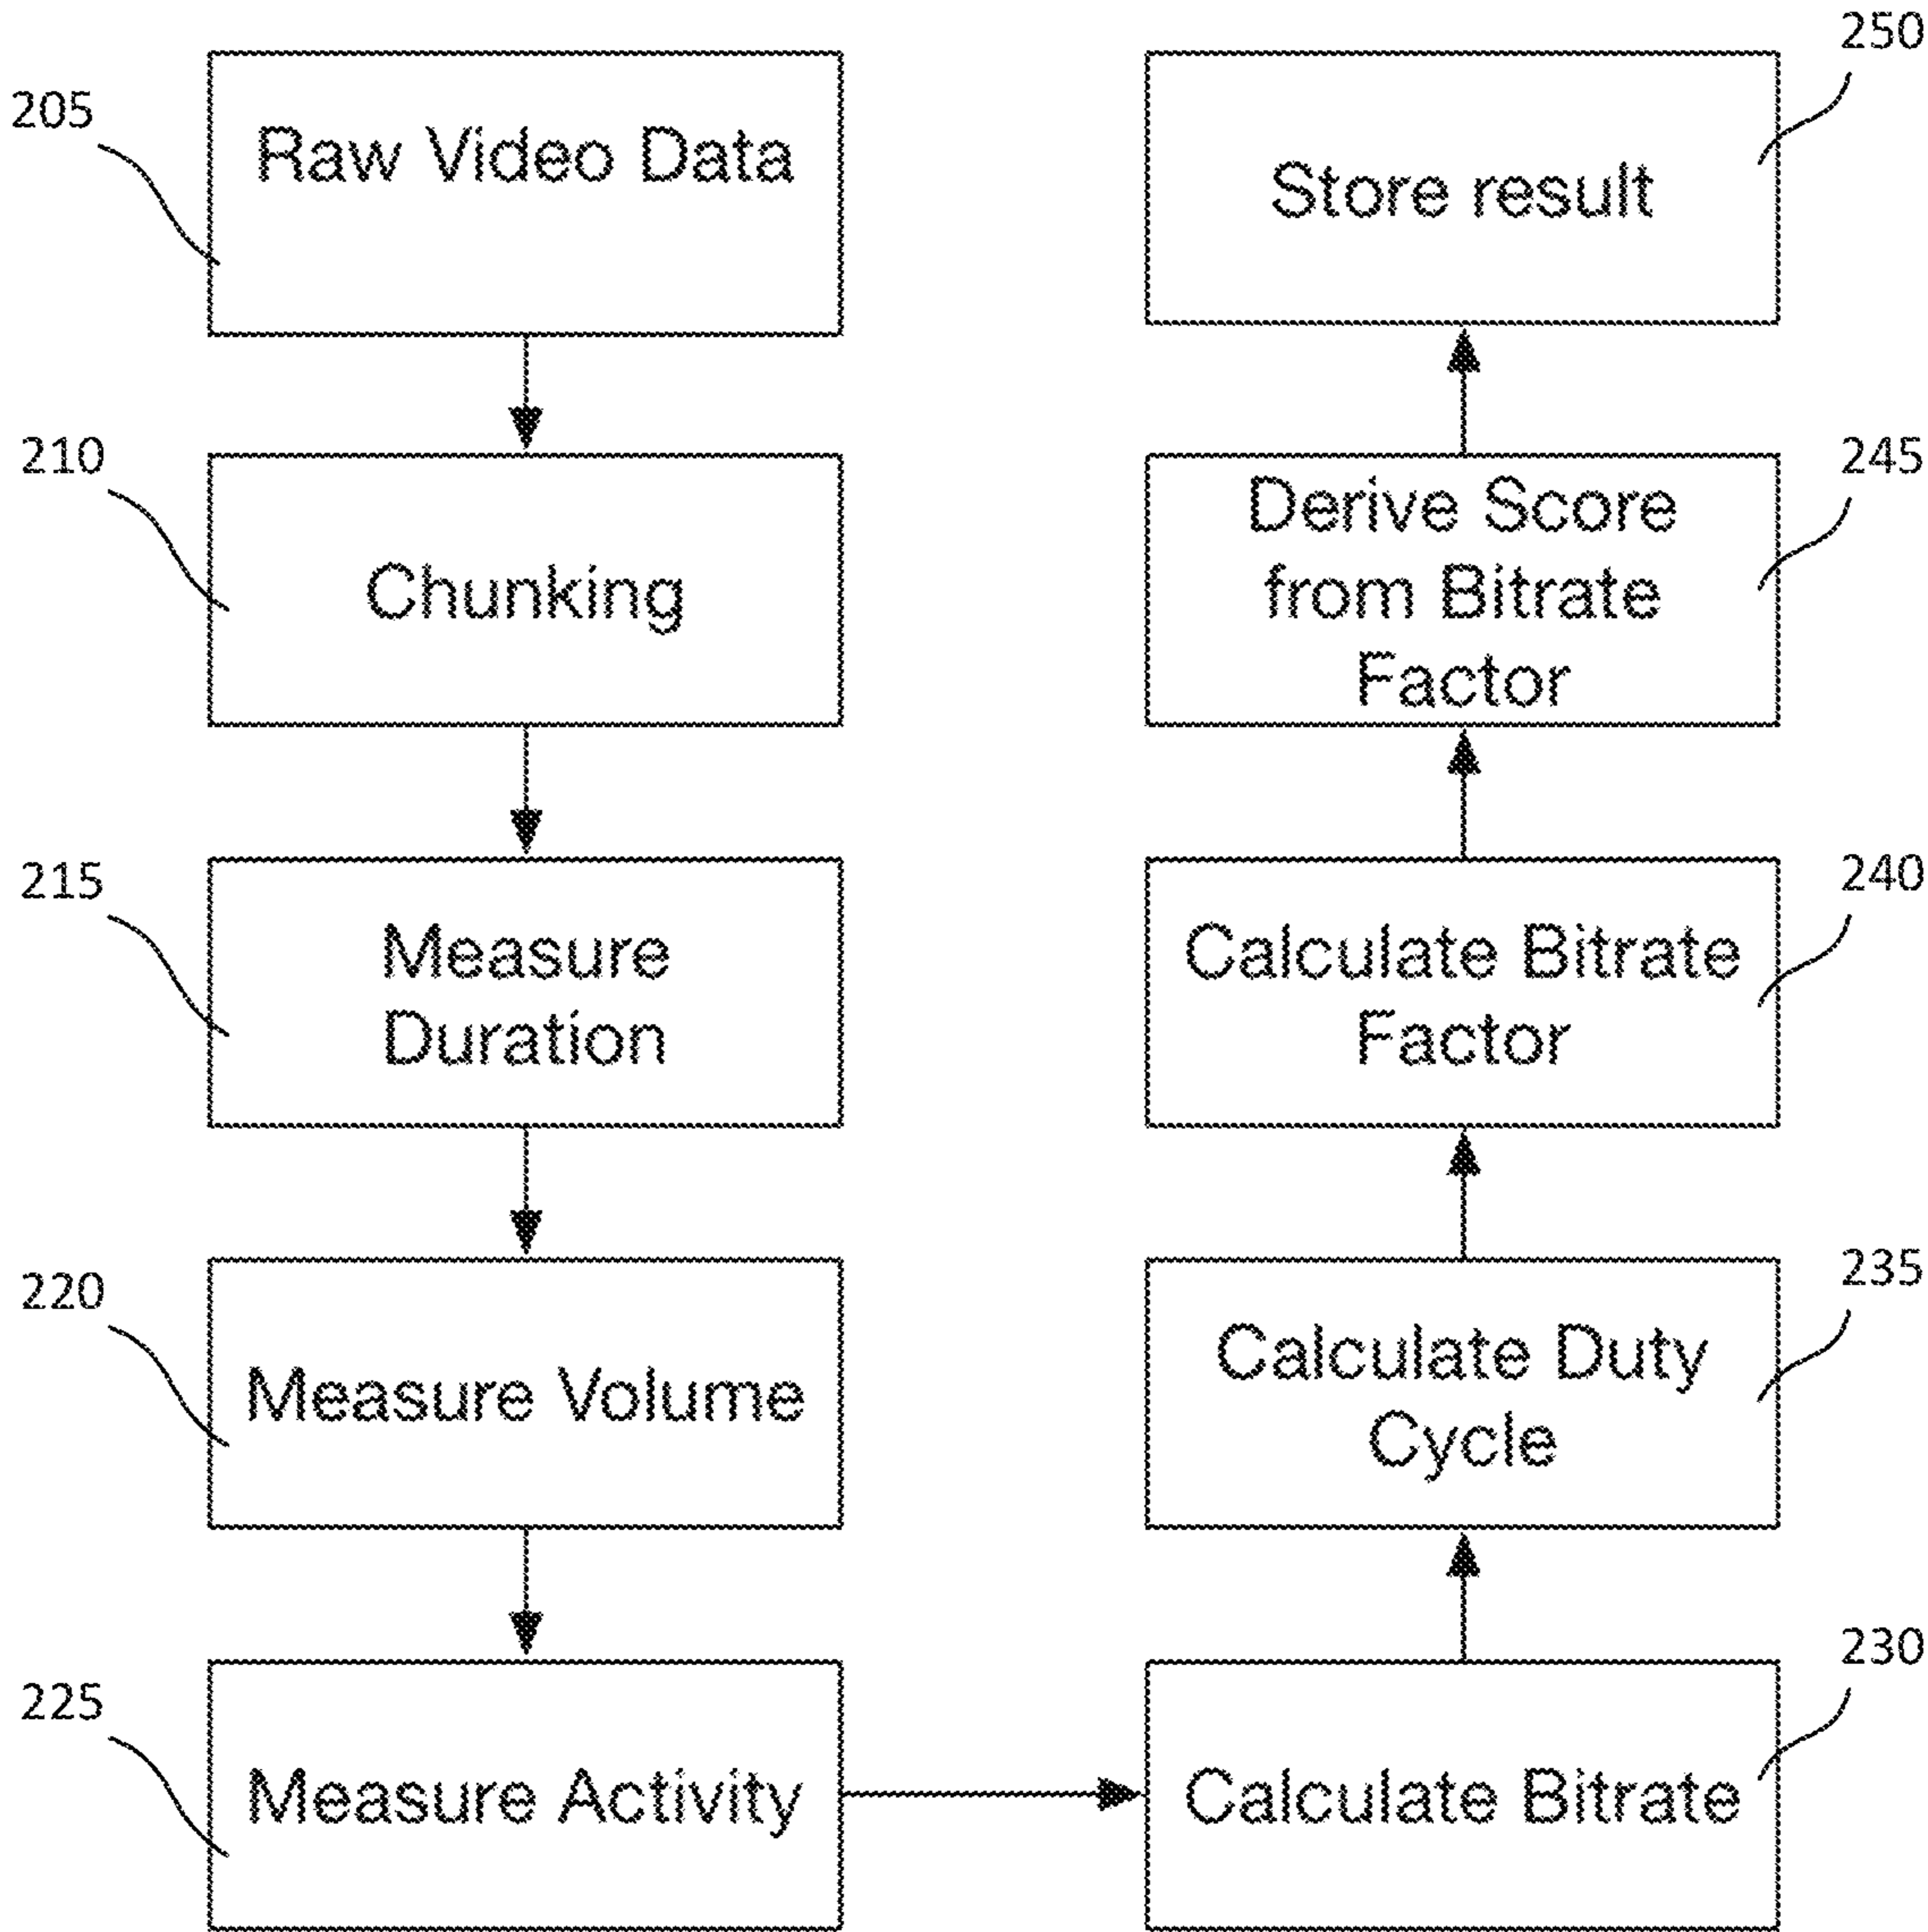 205
Raw Video Data
210
Chunking
215
Measure
Duration
220
Measure Volume
225
Measure Activity
230
Calculate Bitrate
235
Calculate Duty
Cycle
240
Calculate Bitrate
Factor
245
Derive Score
from Bitrate
Factor
250
Store result